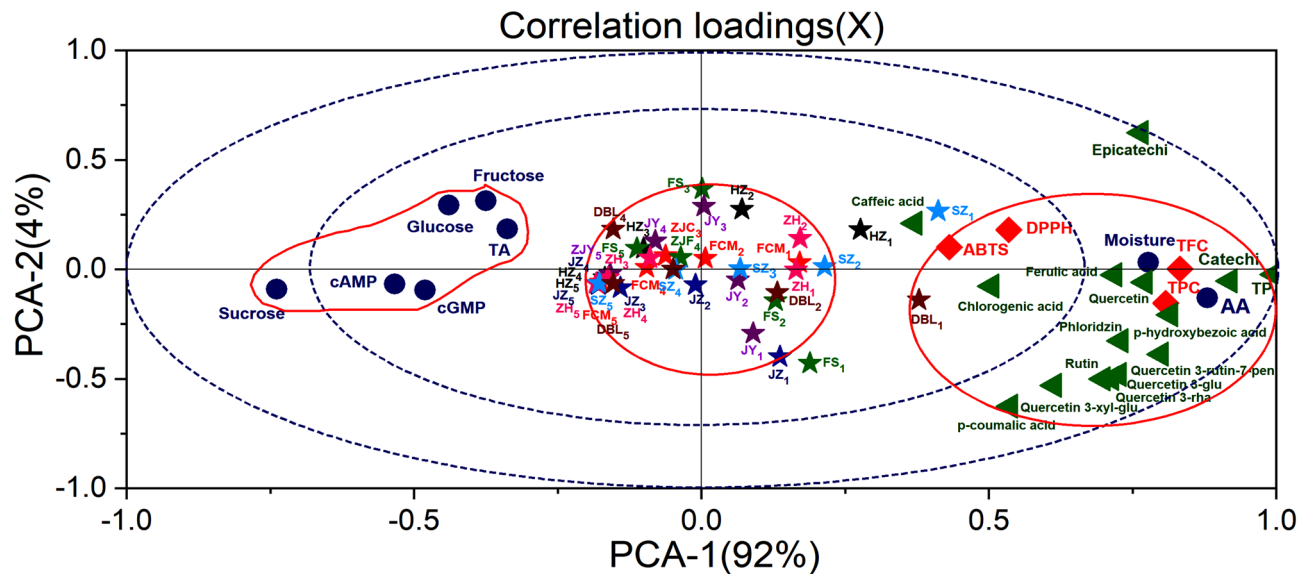 Correlation loadings(X)
PCA-2(4%)
1.0
0.5
0.0
-0.5
-1.0
-1.0
-0.5
0.0
0.5
1.0
PCA-1(92%)
Fructose
Glucose
TA
cAMP
cGMP
Sucrose
FS3
HZ2
JY3
DBL4
JY4
ZJC3
HZ3
FS5
ZJF4
ZJY5
JZ4
ZH3
FCM2
ZH2
FCM
HZ4
HZ5
JZ5
ZH5
SZ5
FCM5
DBL5
JZ3
ZH4
FCM4
SZ4
JZ2
SZ3
JY2
ZH1
SZ2
DBL2
FS2
JY1
JZ1
FS1
Caffeic acid
HZ1
SZ1
DBL1
ABTS
DPPH
Epicatechi
Moisture
TFC
Catechi
Ferulic acid
Quercetin
TPC
TP
AA
Chlorogenic acid
p-hydroxybezoic acid
Phloridzin
Rutin
Quercetin 3-rutin-7-pen
Quercetin 3-glu
Quercetin 3-rha
Quercetin 3-xyl-glu
p-coumalic acid